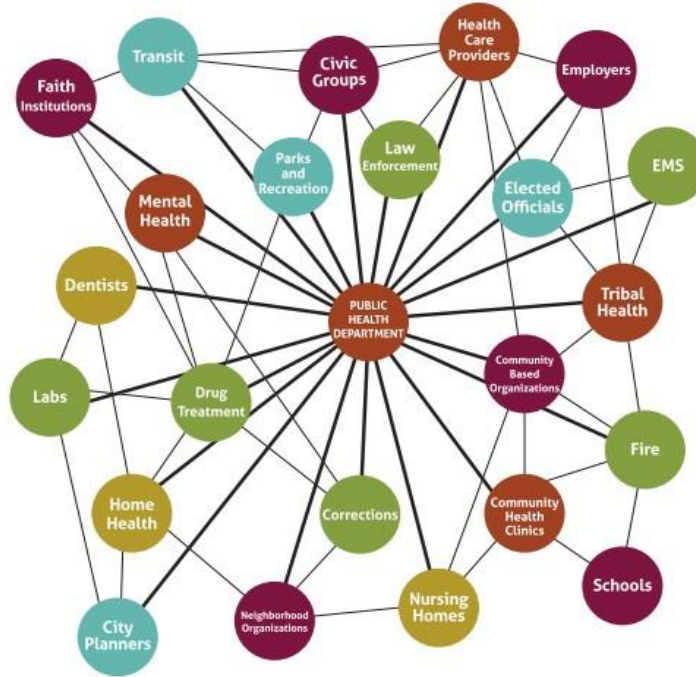 Transit
Civic
Groups
Health
Care
Providers
Employers
Faith
Institutions
Parks
and
Recreation
Law
Enforcement
EMS
Elected
Officials
Mental
Health
Dentists
PUBLIC
HEALTH
DEPARTMENT
Tribal
Health
Labs
Drug
Treatment
Community
Based
Organizations
Fire
Home
Health
Corrections
Community
Health
Clinics
Schools
City
Planners
Neighborhood
Organizations
Nursing
Homes